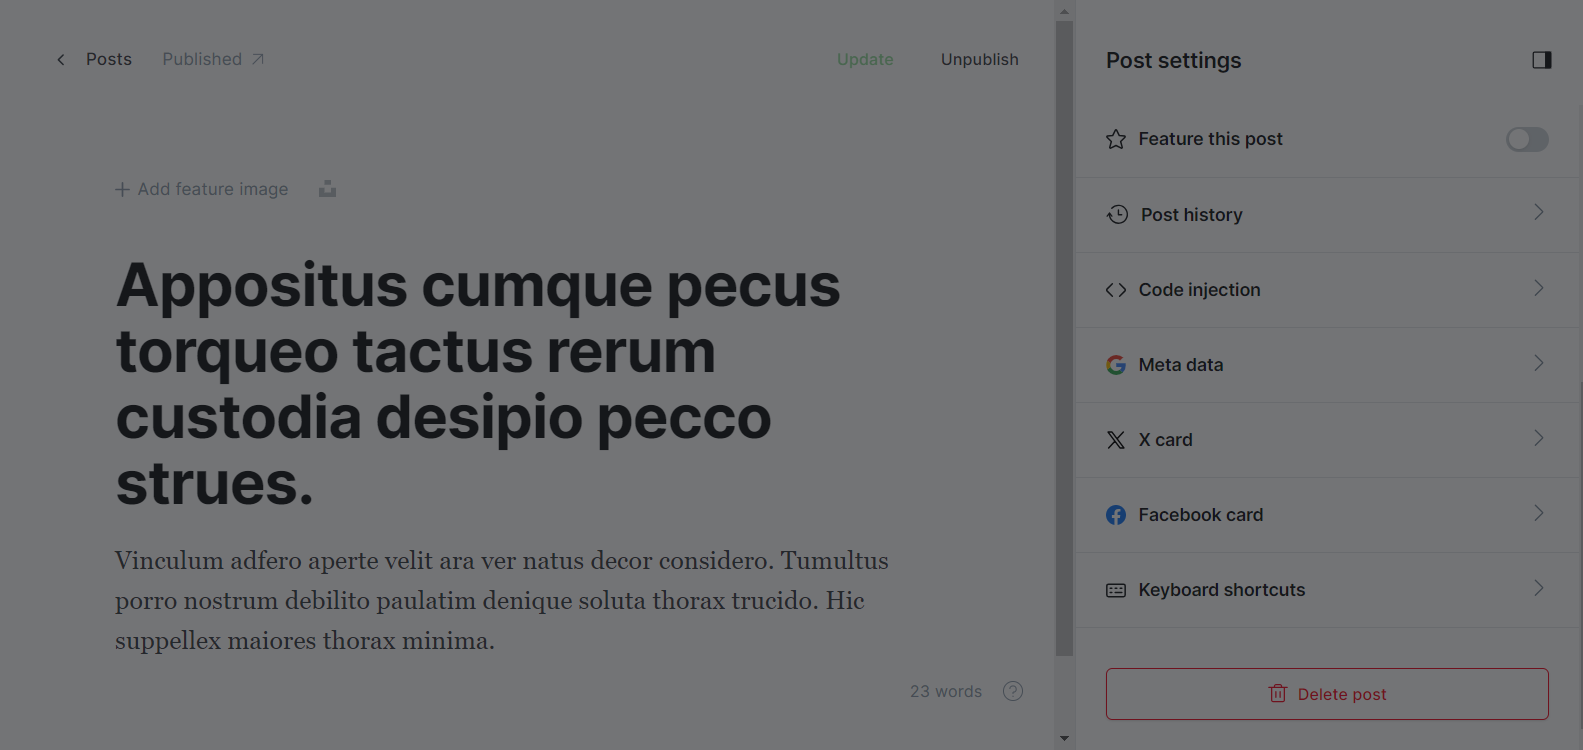 Posts
Published
Update
Unpublish
Add feature image
Appositus cumque pecus
torqueo tactus rerum
custodia desipio pecco
strues.
Vinculum adfero aperte velit ara ver natus decor considero. Tumultus
porro nostrum debilito paulatim denique soluta thorax trucido. Hic
suppellex maiores thorax minima.
23 words
?
Post settings
Feature this post
Post history
Code injection
Meta data
X card
Facebook card
Keyboard shortcuts
Delete post